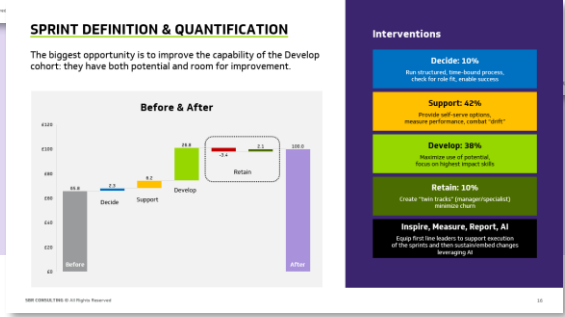 SPRINT DEFINITION & QUANTIFICATION
The biggest opportunity is to improve the capability of the Develop
cohort: they have both potential and room for improvement.
Before & After
£120
£100
£80
£60
£40
£20
£0
Before
2.3
Decide
6.2
Support
Develop
2.1
Retain
100.0
After
Interventions
Decide: 10%
Run structured, time-bound process,
check for role fit, enable success
Support: 42%
Provide self-serve options,
measure performance, combat "drift"
Develop: 38%
Maximize use of potential,
focus on highest impact skills
Retain: 10%
Create "twin tracks" (manager/specialist)
minimize churn
Inspire, Measure, Report, AI
Equip first line leaders to support execution
of the sprints and then sustain/embed changes
leveraging AI
SBR CONSULTING © All Rights Reserved